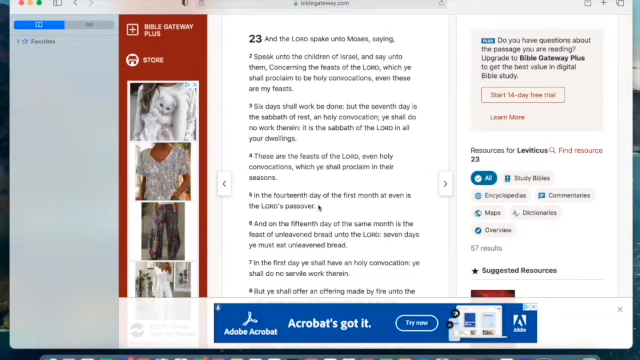 biblegateway.com
Favorites
BIBLE GATEWAY
PLUS
STORE
23 And the LORD spake unto Moses, saying,
2 Speak unto the children of Israel, and say unto
them, Concerning the feasts of the LORD, which ye
shall proclaim to be holy convocations, even these
are my feasts.
3 Six days shall work be done: but the seventh day is
the sabbath of rest, an holy convocation; ye shall do
no work therein: it is the sabbath of the LORD in all
your dwellings.
4 These are the feasts of the LORD, even holy
convocations, which ye shall proclaim in their
seasons.
5 In the fourteenth day of the first month at even is
the LORD's passover.
6 And on the fifteenth day of the same month is the
feast of unleavened bread unto the LORD: seven days
ye must eat unleavened bread.
7 In the first day ye shall have an holy convocation: ye
shall do no servile work therein.
8 But ye shall offer an offering made by fire unto the
PLUS Do you have questions about
the passage you are reading?
Upgrade to Bible Gateway Plus
to get the best value in digital
Bible study.
Start 14-day free trial
Learn More
Resources for Leviticus
23
Find resource
All
Study Bibles
Encyclopedias
Commentaries
Maps
Dictionaries
Overview
57 results
Suggested Resources
Adobe Acrobat
Acrobat's got it.
Try now
Adobe